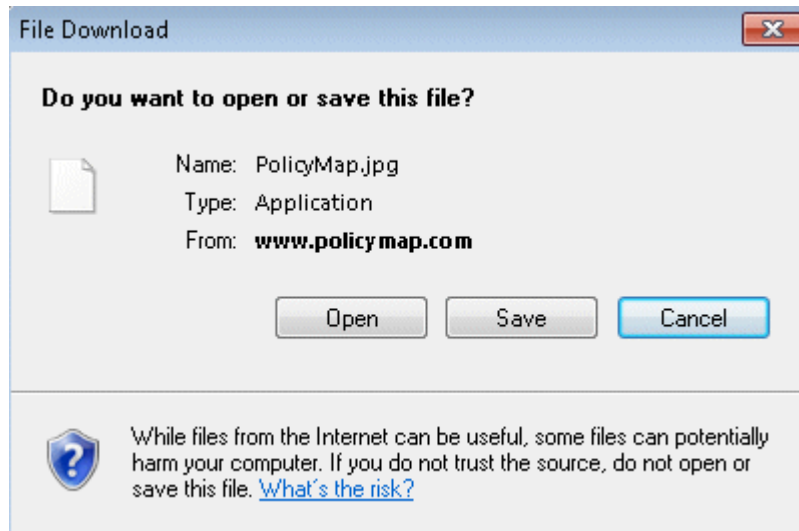 File Download
Do you want to open or save this file?
Name: PolicyMap.jpg
Type: Application
From: www.policymap.com
Open Save Cancel
While files from the Internet can be useful, some files can potentially
harm your computer. If you do not trust the source, do not open or
save this file. What's the risk?